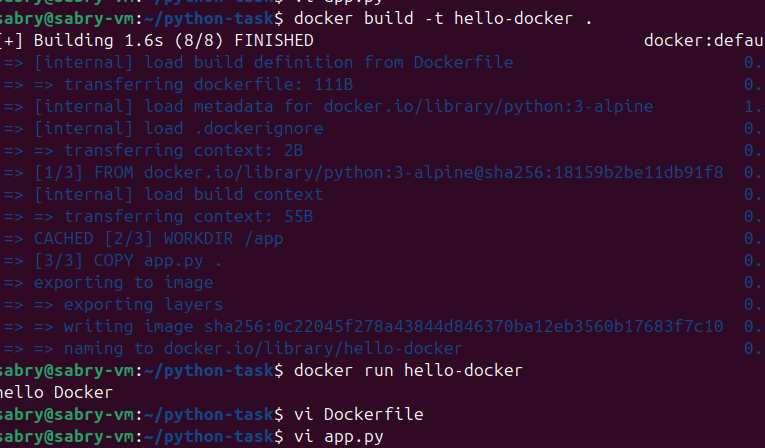 sabry@sabry-vm:~/python-task$ vi app.py
sabry@sabry-vm:~/python-task$ docker build -t hello-docker .
[+] Building 1.6s (8/8) FINISHED docker:defau
=> [internal] load build definition from Dockerfile 0.
=> => transferring dockerfile: 111B 0.
=> [internal] load metadata for docker.io/library/python:3-alpine 1.
=> [internal] load .dockerignore 0.
=> => transferring context: 2B 0.
=> [1/3] FROM docker.io/library/python:3-alpine@sha256:18159b2be11db91f8 0.
=> [internal] load build context 0.
=> => transferring context: 55B 0.
=> CACHED [2/3] WORKDIR /app 0.
=> [3/3] COPY app.py . 0.
=> exporting to image 0.
=> => exporting layers 0.
=> => writing image sha256:0c22045f278a43844d846370ba12eb3560b17683f7c10 0.
=> => naming to docker.io/library/hello-docker 0.
sabry@sabry-vm:~/python-task$ docker run hello-docker
hello Docker
sabry@sabry-vm:~/python-task$ vi Dockerfile
sabry@sabry-vm:~/python-task$ vi app.py